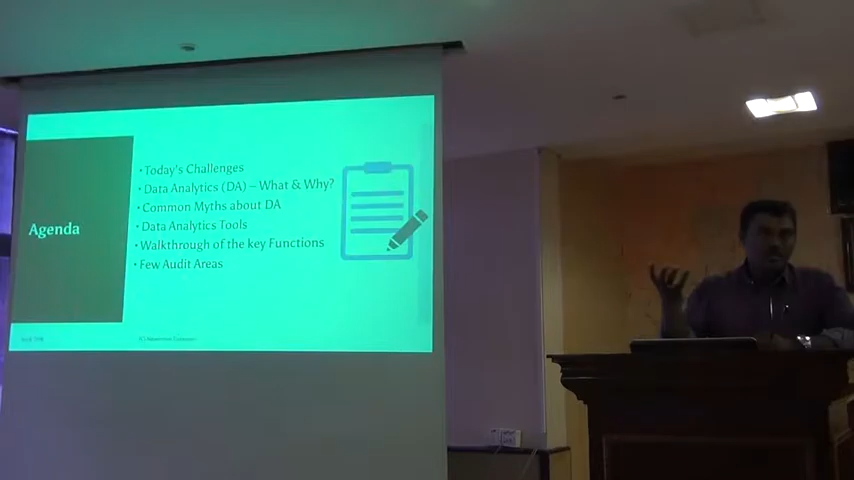 Agenda
• Today's Challenges
• Data Analytics (DA) – What & Why?
• Common Myths about DA
• Data Analytics Tools
• Walkthrough of the key Functions
• Few Audit Areas